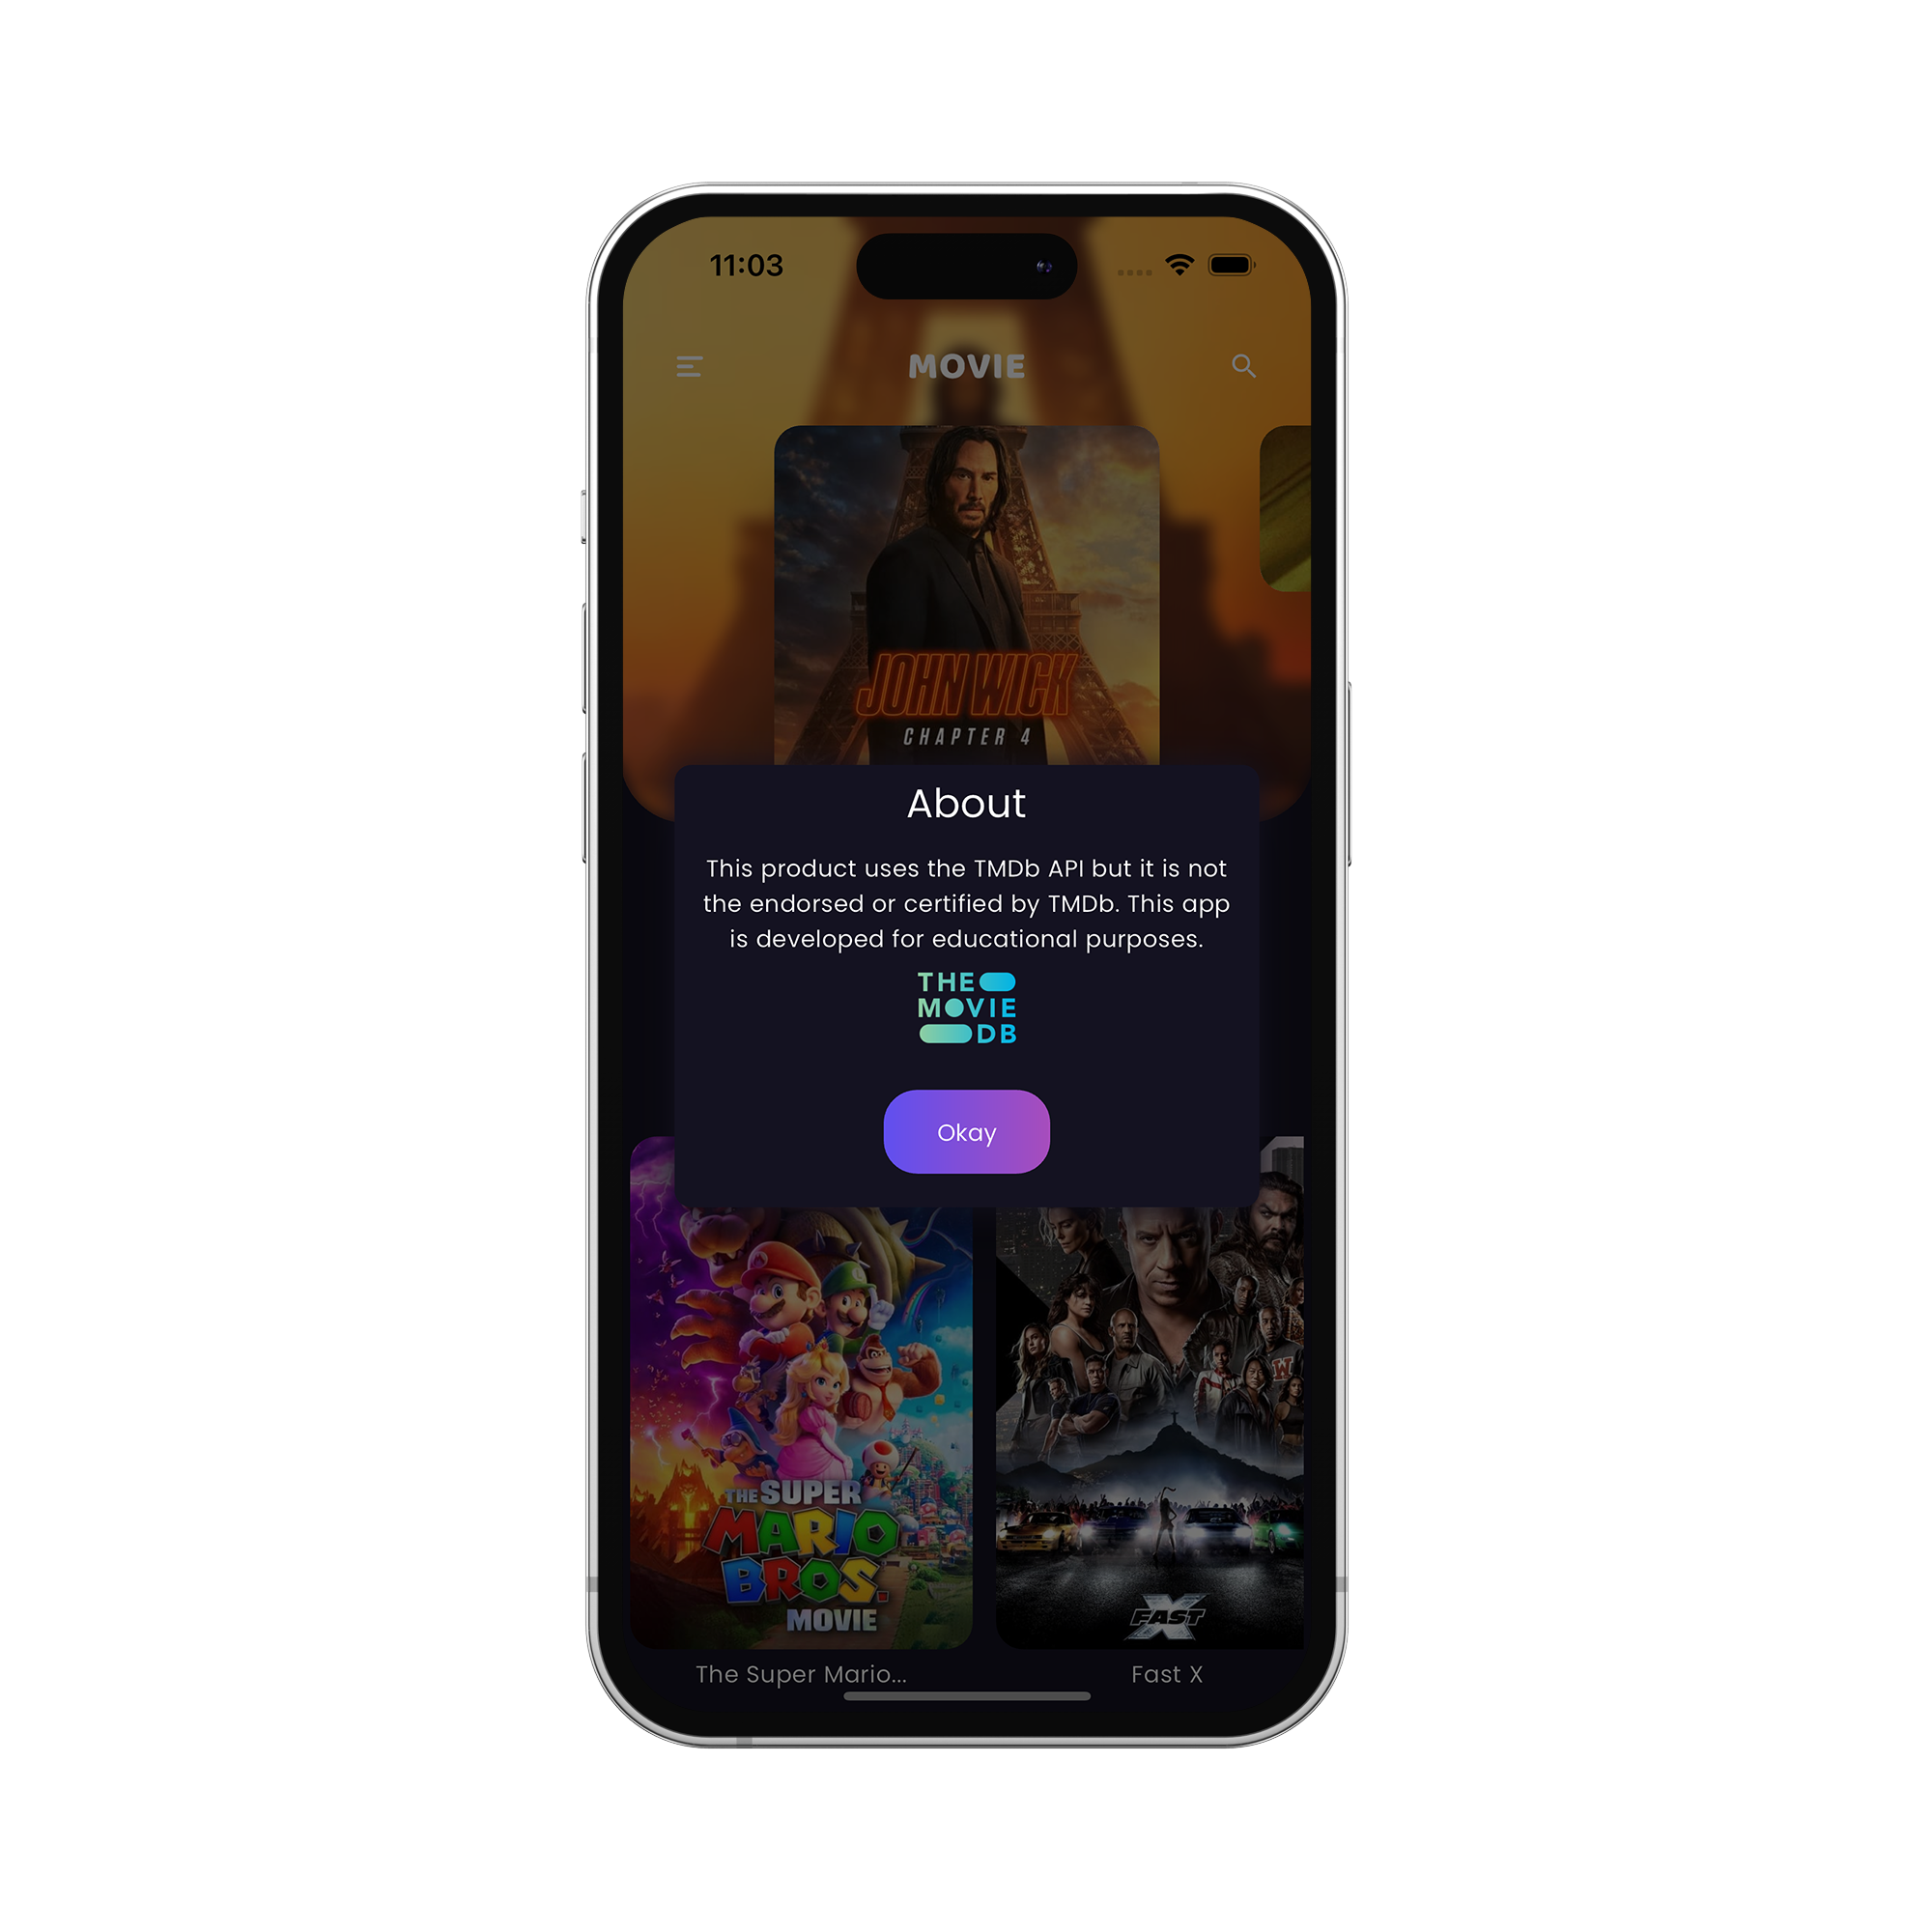 11:03
MOVIE
JOHN WICK
CHAPTER 4
About
This product uses the TMDb API but it is not
the endorsed or certified by TMDb. This app
is developed for educational purposes.
THE
MOVIE
DB
Okay
THE SUPER
MARIO
BROS.
MOVIE
W
FAST X
The Super Mario...
Fast X